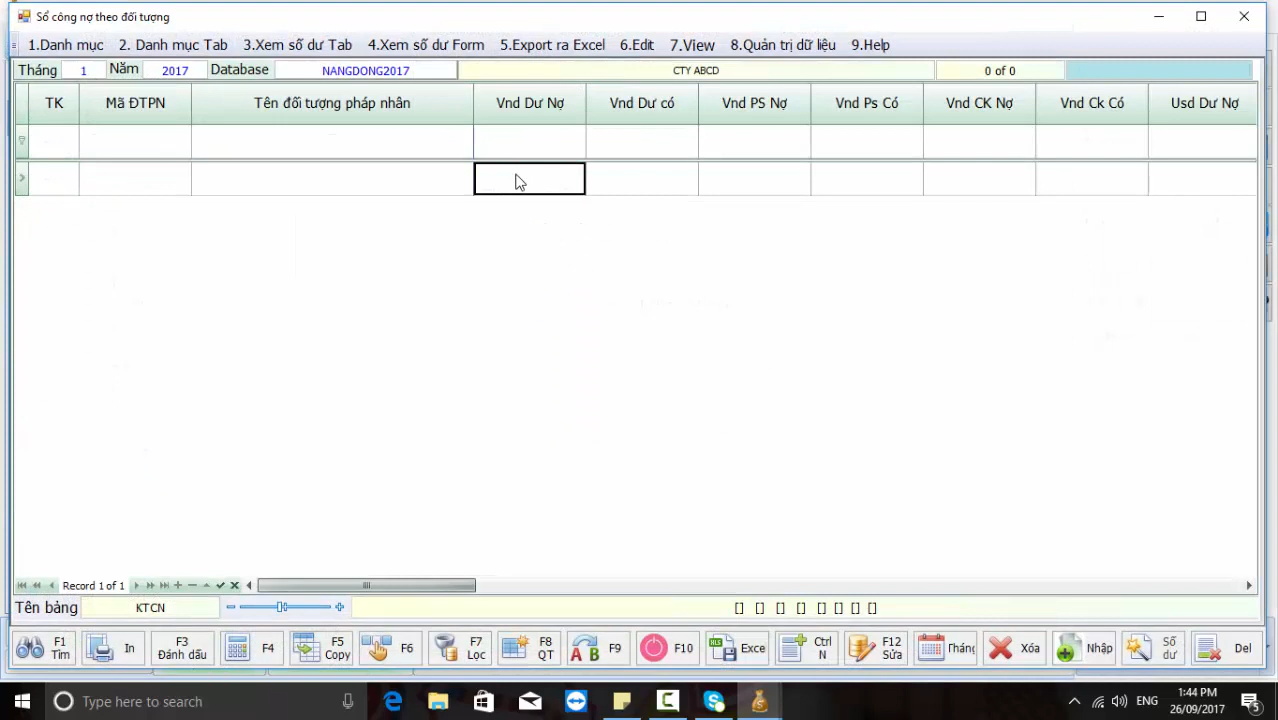 Sổ công nợ theo đối tượng
1.Danh mục 2. Danh mục Tab 3.Xem số dư Tab 4.Xem số dư Form 5.Export ra Excel 6.Edit 7.View 8.Quản trị dữ liệu 9.Help
Tháng 1 Năm 2017 Database NANGDONG2017 CTY ABCD 0 of 0
TK Mã ĐTPN Tên đối tượng pháp nhân Vnd Dư Nợ Vnd Dư có Vnd PS Nợ Vnd Ps Có Vnd CK Nợ Vnd Ck Có Usd Dư Nợ
Record 1 of 1
Tên bảng KTCN [] [] [] [] [] [] [] []
F1 Tìm In F3 Đánh dấu F4 F5 Copy F6 F7 Lọc F8 QT F9 F10 Exce Ctrl N F12 Sửa Tháng Xóa Nhập Số dư Del
Type here to search ENG 1:44 PM
26/09/2017 5